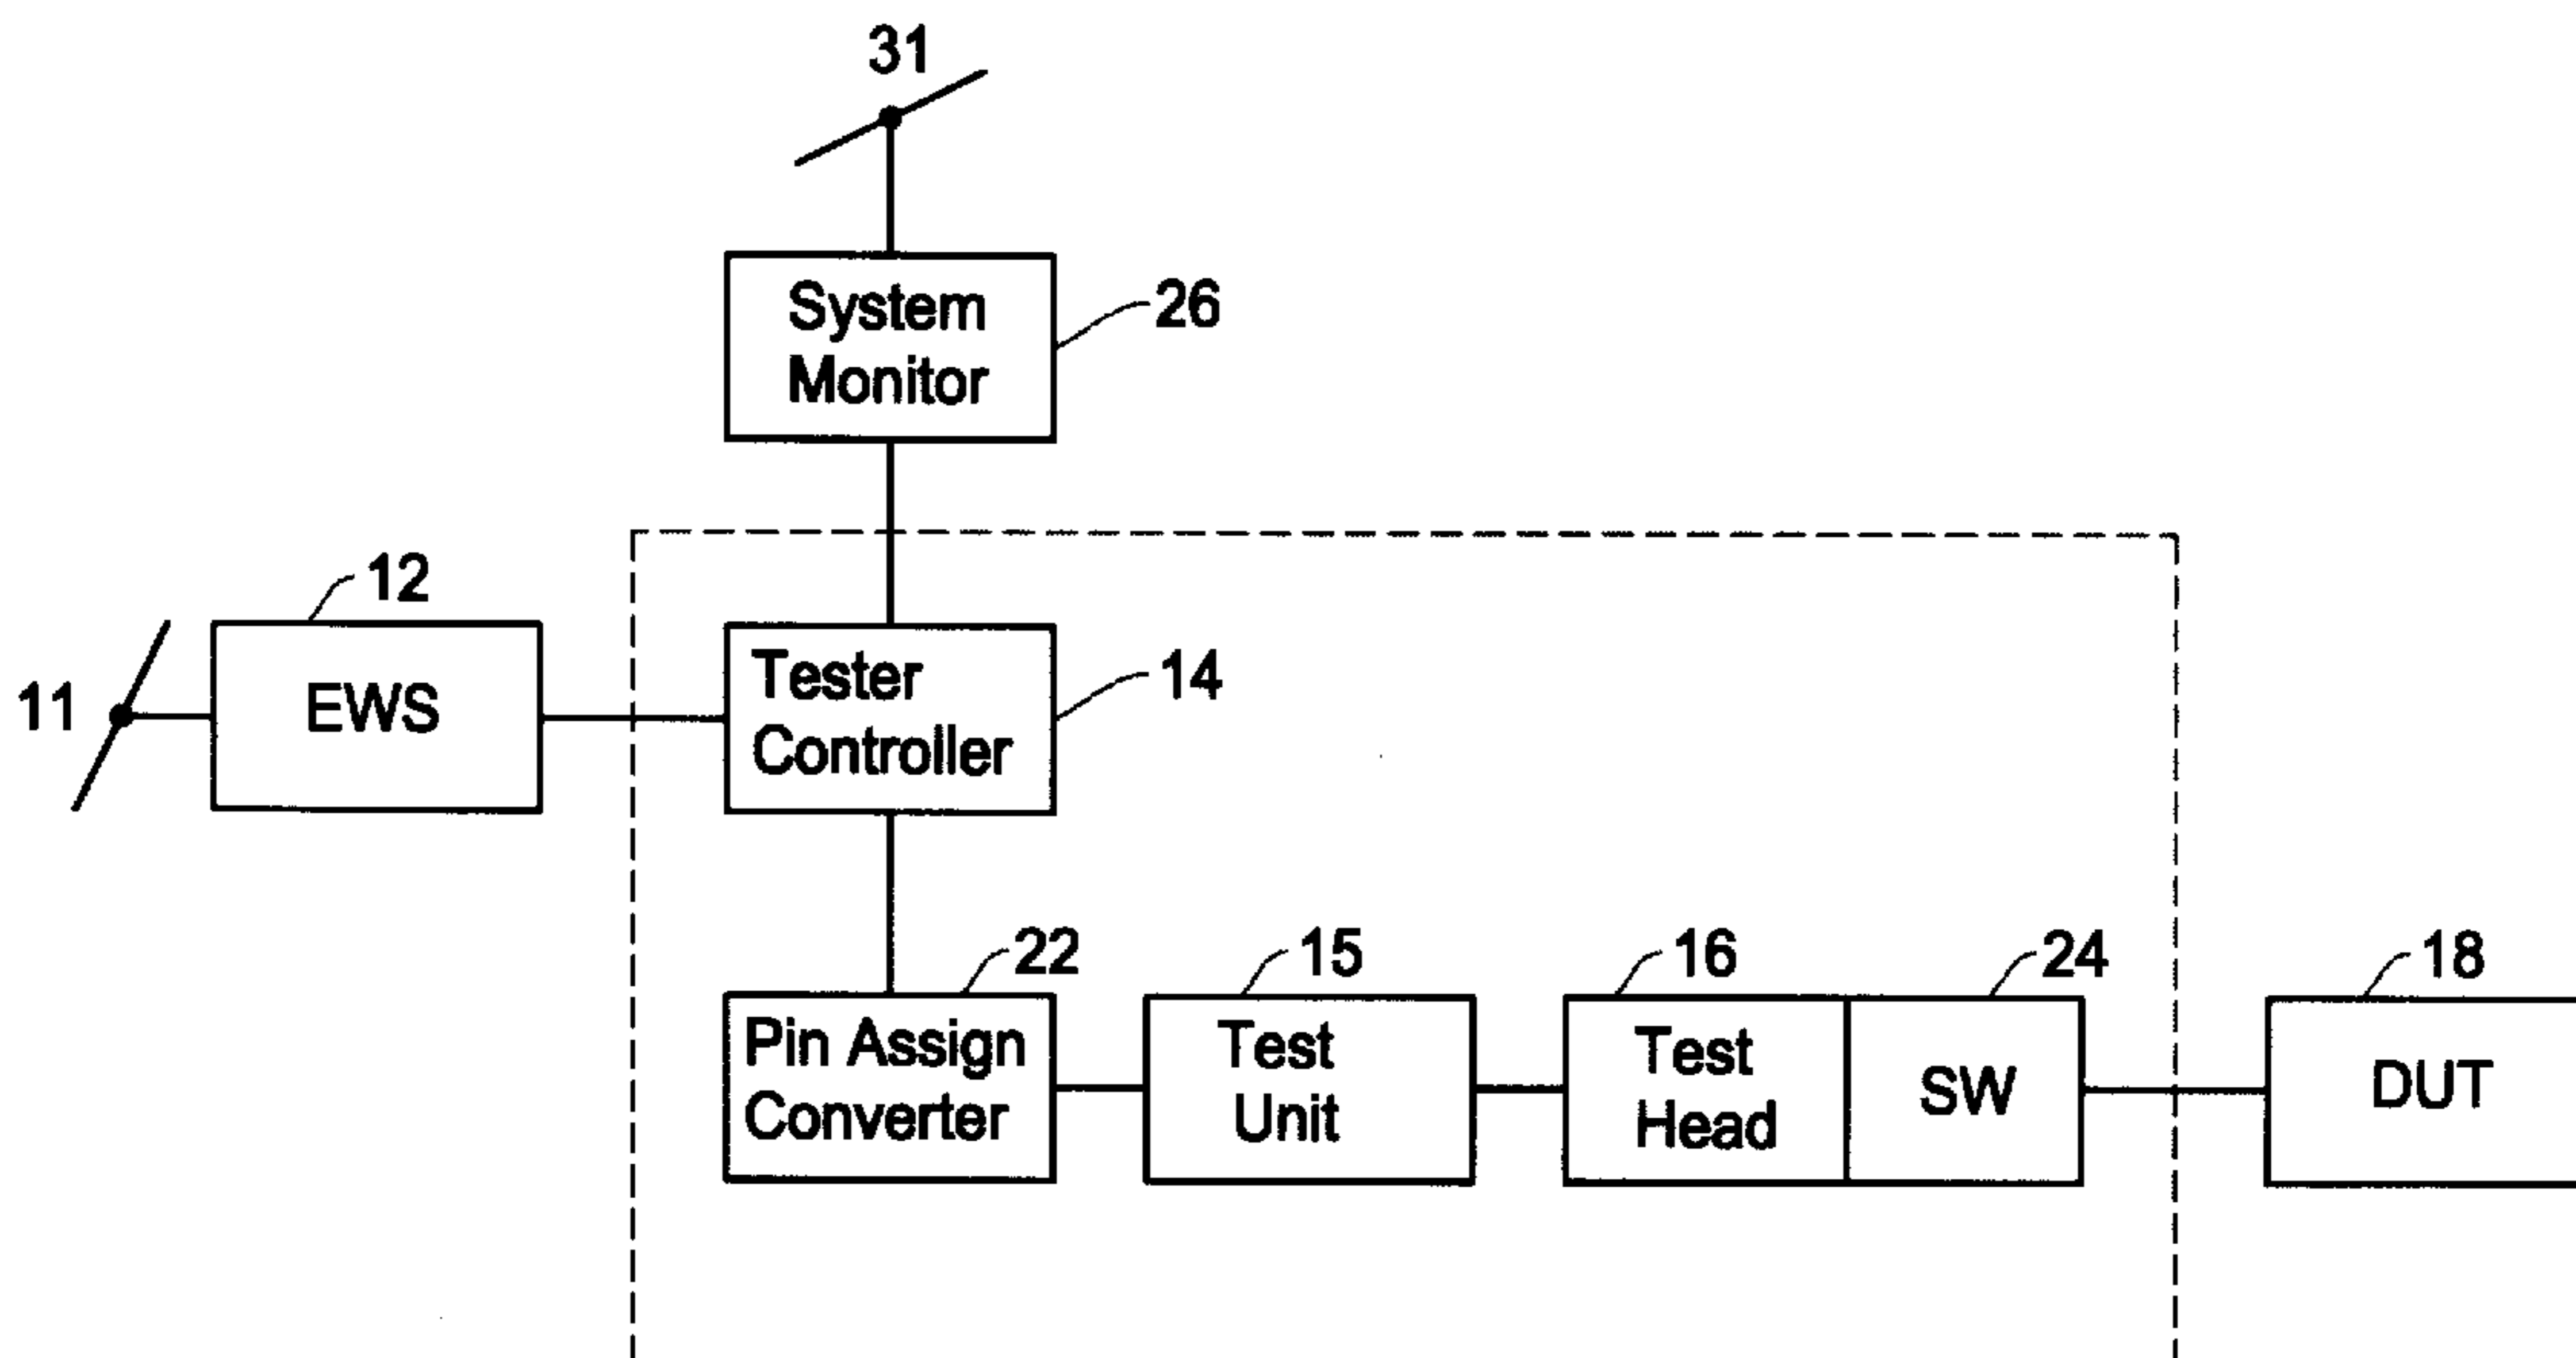 31
System
Monitor
26
12
11
EWS
Tester
Controller
14
22
15
16
24
18
Pin Assign
Converter
Test
Unit
Test
Head
SW
DUT